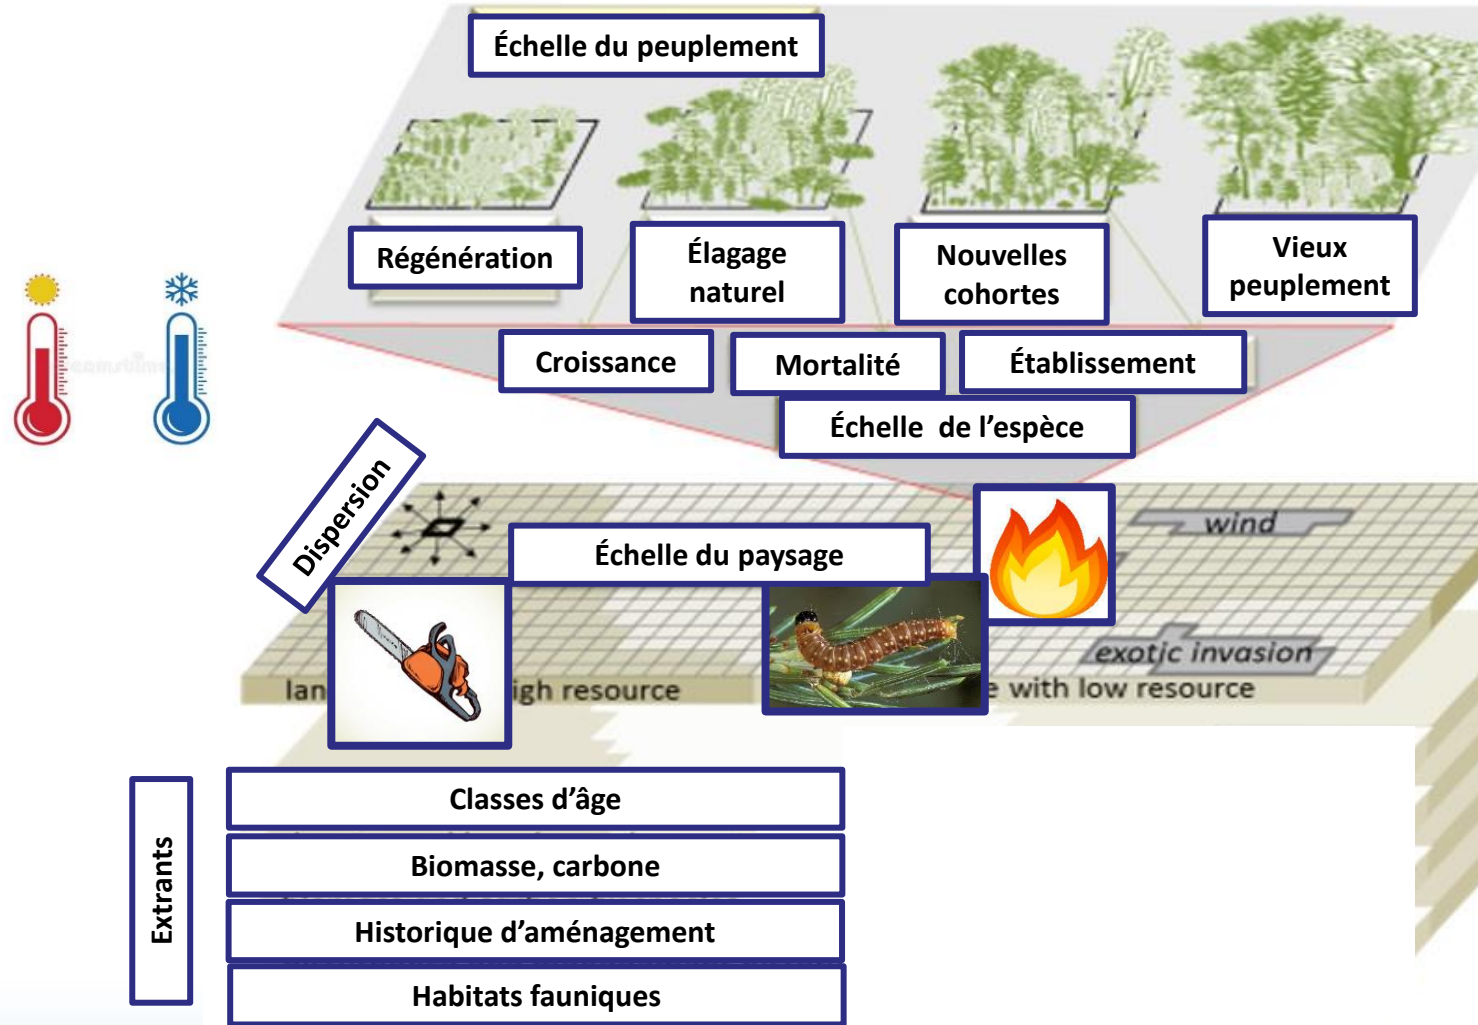 Échelle du peuplement
Régénération
Élagage
naturel
Nouvelles
cohortes
Vieux
peuplement
Croissance
Mortalité
Établissement
Échelle de l’espèce
Dispersion
Échelle du paysage
wind
exotic invasion
lan
igh resource
e with low resource
Extrants
Classes d’âge
Biomasse, carbone
Historique d’aménagement
Habitats fauniques